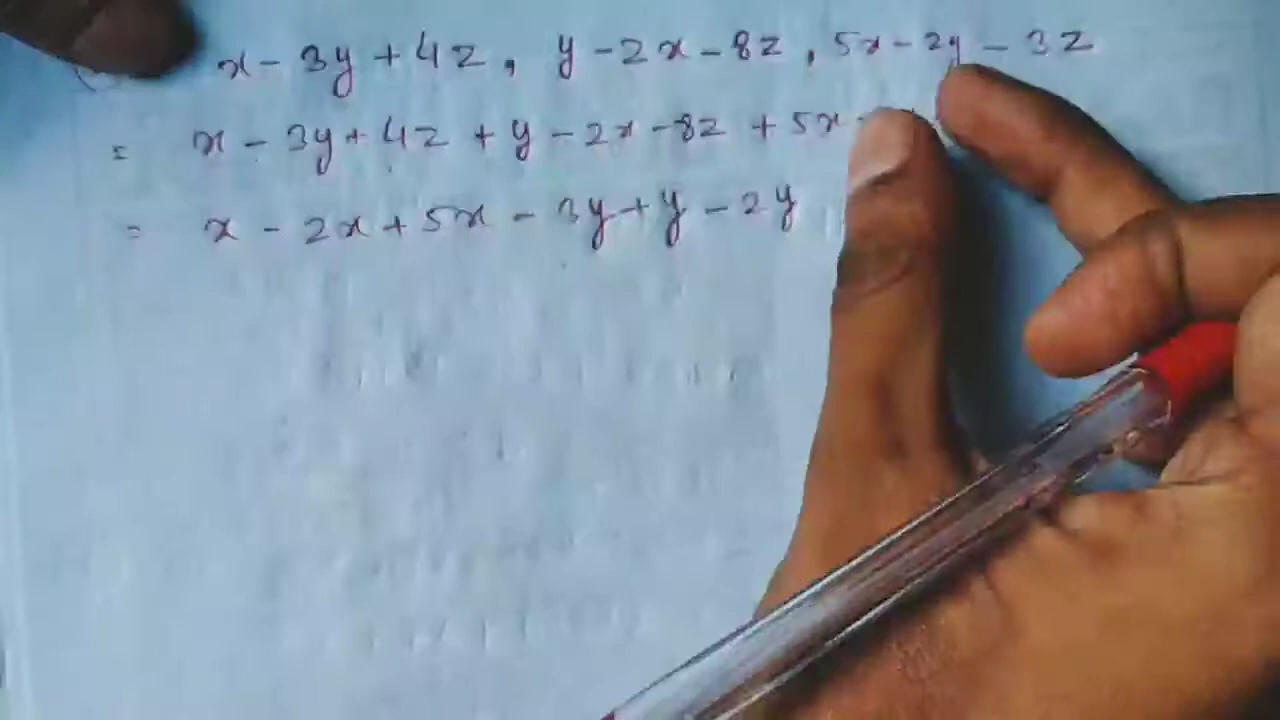 x - 3y + 4z , y - 2x - 8z , 5x - 2y - 3z
= x - 3y + 4z + y - 2x - 8z + 5x -
= x - 2x + 5x - 3y + y - 2y